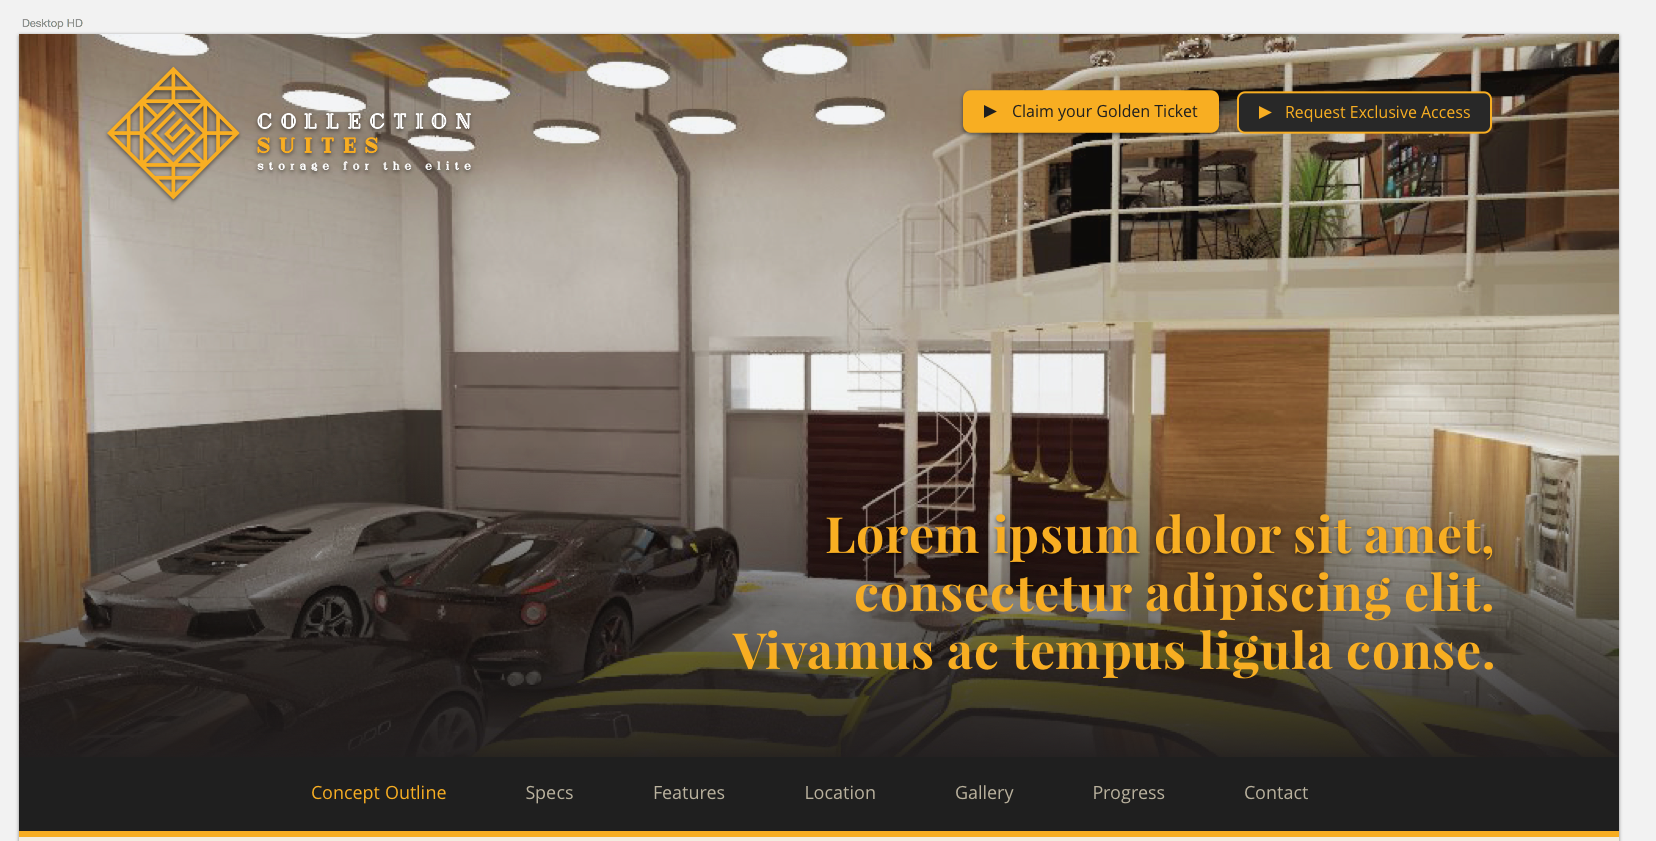 Desktop HD
COLLECTION
SUITES
storage for the elite
Claim your Golden Ticket
Request Exclusive Access
Lorem ipsum dolor sit amet,
consectetur adipiscing elit.
Vivamus ac tempus ligula conse.
Concept Outline
Specs
Features
Location
Gallery
Progress
Contact